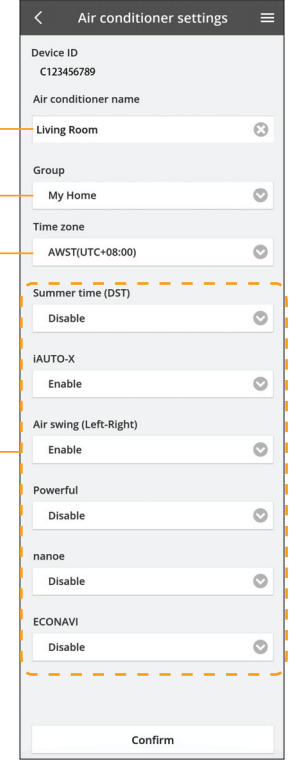 Air conditioner settings
Device ID
C123456789
Air conditioner name
Living Room
Group
My Home
Time zone
AWST(UTC+08:00)
Summer time (DST)
Disable
iAUTO-X
Enable
Air swing (Left-Right)
Enable
Powerful
Disable
nanoe
Disable
ECONAVI
Disable
Confirm